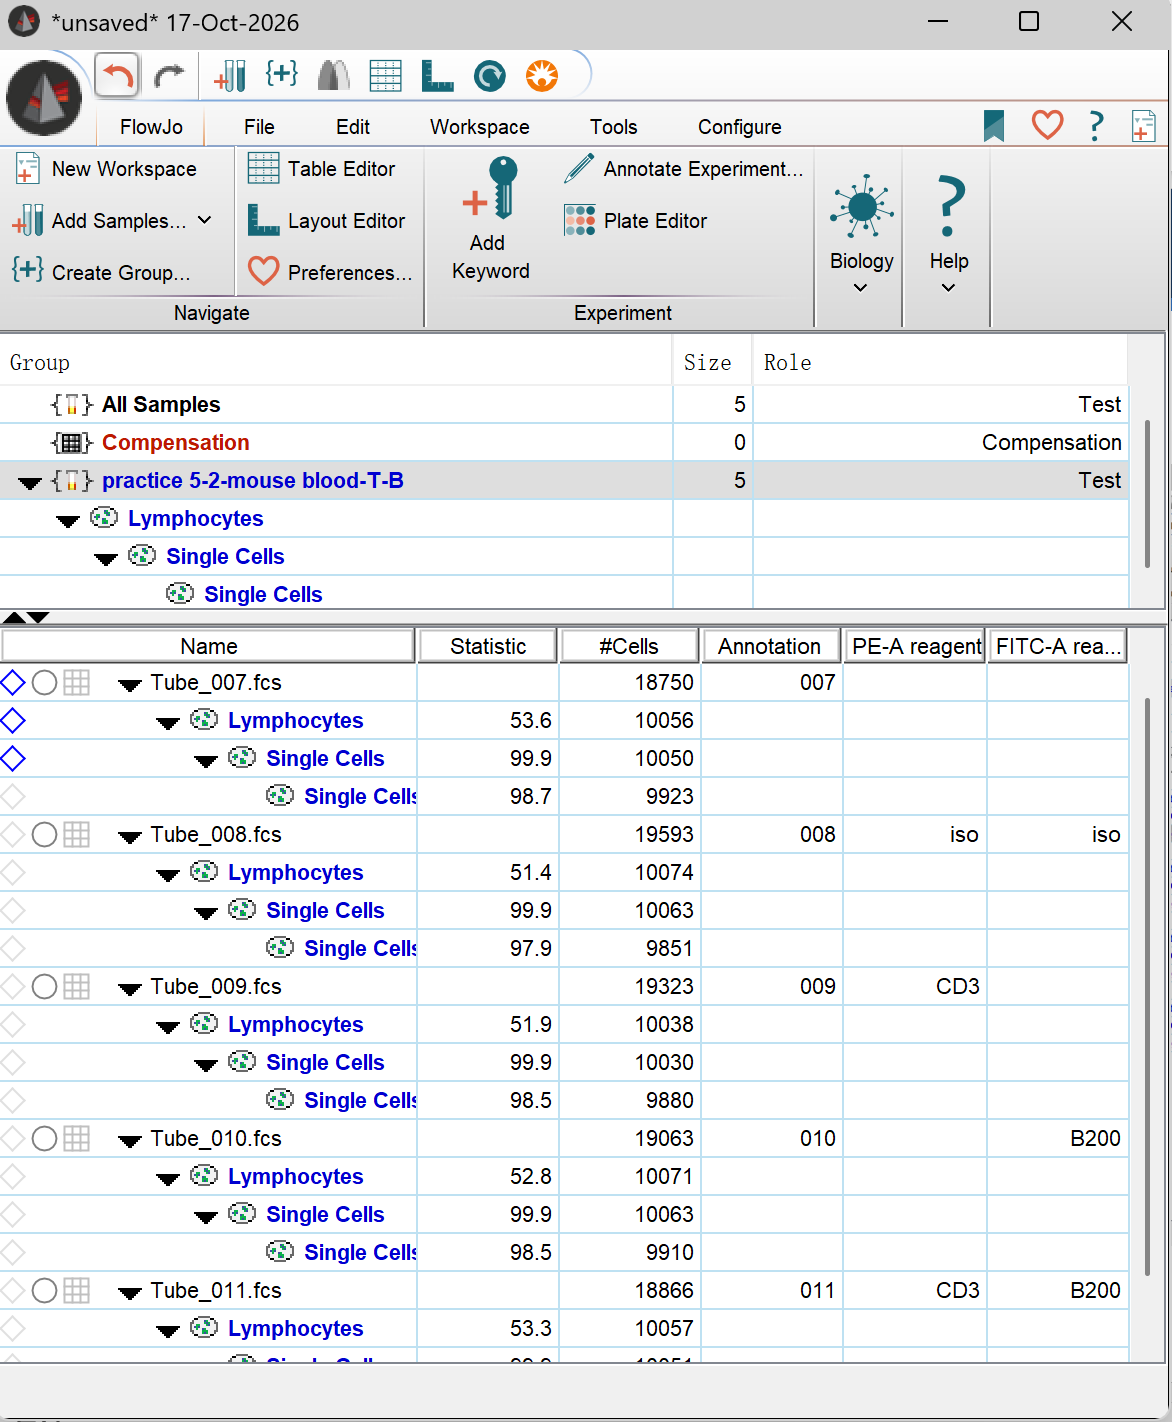 *unsaved* 17-Oct-2026
FlowJo File Edit Workspace Tools Configure
New Workspace
Add Samples...
Create Group...
Navigate
Table Editor
Layout Editor
Preferences...
Add
Keyword
Annotate Experiment...
Plate Editor
Experiment
Biology
Help
Group Size Role
All Samples 5 Test
Compensation 0 Compensation
practice 5-2-mouse blood-T-B 5 Test
Lymphocytes
Single Cells
Single Cells
Name Statistic #Cells Annotation PE-A reagent FITC-A rea...
Tube_007.fcs 18750 007
Lymphocytes 53.6 10056
Single Cells 99.9 10050
Single Cells 98.7 9923
Tube_008.fcs 19593 008 iso iso
Lymphocytes 51.4 10074
Single Cells 99.9 10063
Single Cells 97.9 9851
Tube_009.fcs 19323 009 CD3
Lymphocytes 51.9 10038
Single Cells 99.9 10030
Single Cells 98.5 9880
Tube_010.fcs 19063 010 B200
Lymphocytes 52.8 10071
Single Cells 99.9 10063
Single Cells 98.5 9910
Tube_011.fcs 18866 011 CD3 B200
Lymphocytes 53.3 10057